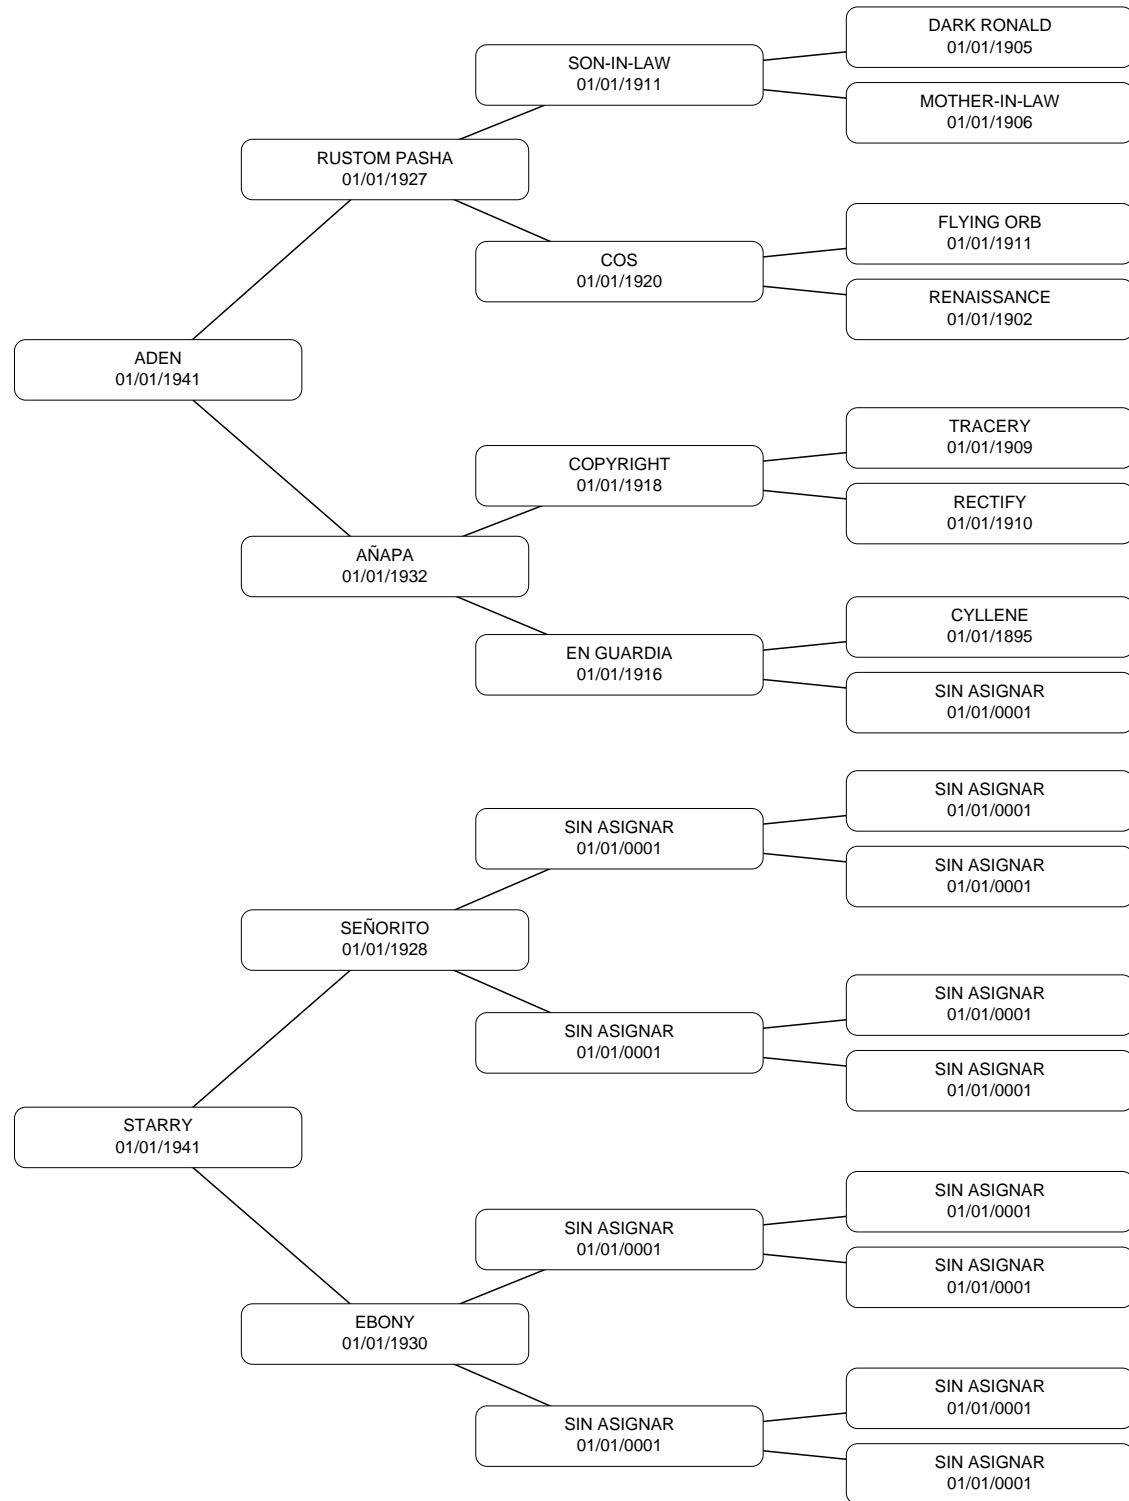 DARK RONALD
01/01/1905
SON-IN-LAW
01/01/1911
MOTHER-IN-LAW
01/01/1906
RUSTOM PASHA
01/01/1927
FLYING ORB
01/01/1911
COS
01/01/1920
RENAISSANCE
01/01/1902
ADEN
01/01/1941
TRACERY
01/01/1909
COPYRIGHT
01/01/1918
RECTIFY
01/01/1910
AÑAPA
01/01/1932
CYLLENE
01/01/1895
EN GUARDIA
01/01/1916
SIN ASIGNAR
01/01/0001
SIN ASIGNAR
01/01/0001
SIN ASIGNAR
01/01/0001
SIN ASIGNAR
01/01/0001
SEÑORITO
01/01/1928
SIN ASIGNAR
01/01/0001
SIN ASIGNAR
01/01/0001
SIN ASIGNAR
01/01/0001
STARRY
01/01/1941
SIN ASIGNAR
01/01/0001
SIN ASIGNAR
01/01/0001
SIN ASIGNAR
01/01/0001
EBONY
01/01/1930
SIN ASIGNAR
01/01/0001
SIN ASIGNAR
01/01/0001
SIN ASIGNAR
01/01/0001